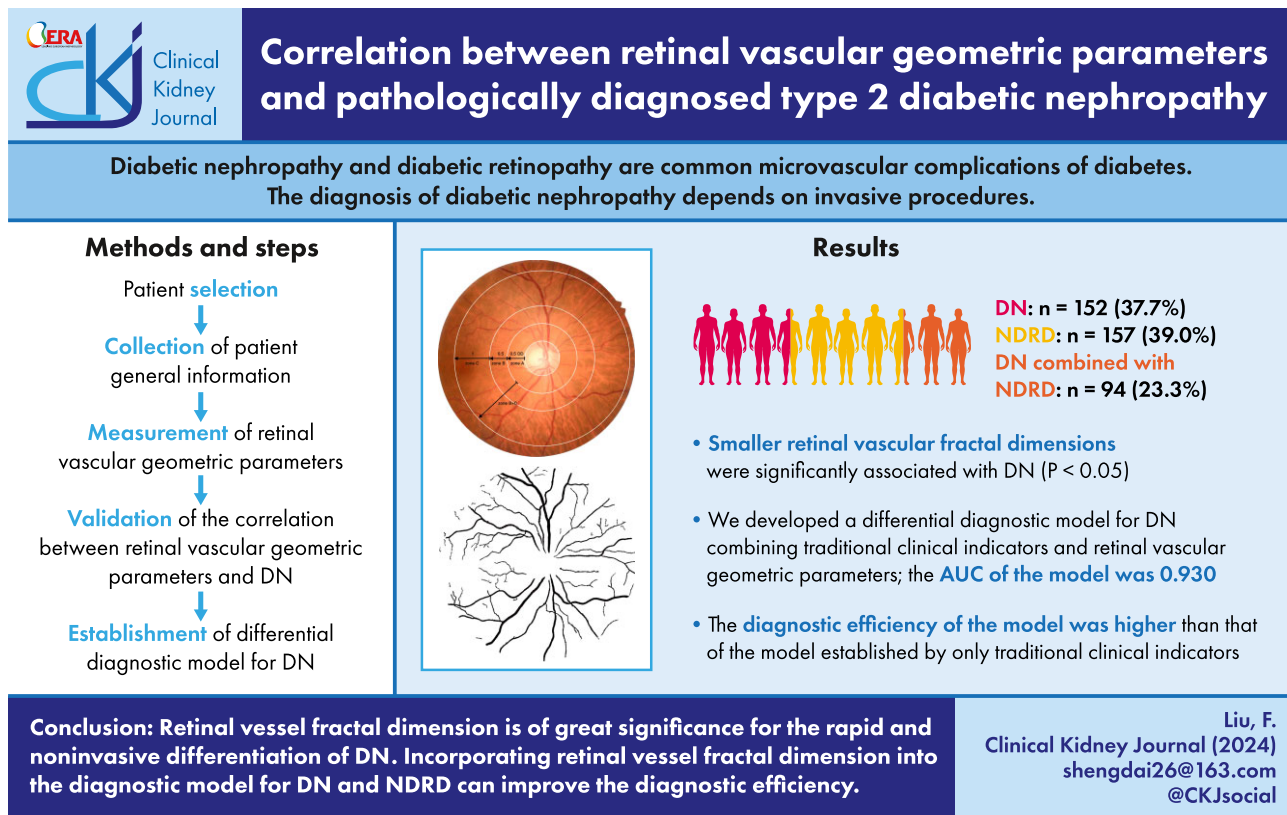 ERA
CKJ
Clinical
Kidney
Journal
Correlation between retinal vascular geometric parameters
and pathologically diagnosed type 2 diabetic nephropathy
Diabetic nephropathy and diabetic retinopathy are common microvascular complications of diabetes.
The diagnosis of diabetic nephropathy depends on invasive procedures.
Methods and steps
Patient selection
Collection of patient
general information
Measurement of retinal
vascular geometric parameters
Validation of the correlation
between retinal vascular geometric
parameters and DN
Establishment of differential
diagnostic model for DN
Results
DN: n = 152 (37.7%)
NDRD: n = 157 (39.0%)
DN combined with
NDRD: n = 94 (23.3%)
• Smaller retinal vascular fractal dimensions
were significantly associated with DN (P < 0.05)
• We developed a differential diagnostic model for DN
combining traditional clinical indicators and retinal vascular
geometric parameters; the AUC of the model was 0.930
• The diagnostic efficiency of the model was higher than that
of the model established by only traditional clinical indicators
Conclusion: Retinal vessel fractal dimension is of great significance for the rapid and
noninvasive differentiation of DN. Incorporating retinal vessel fractal dimension into
the diagnostic model for DN and NDRD can improve the diagnostic efficiency.
Liu, F.
Clinical Kidney Journal (2024)
shengdai26@163.com
@CKJsocial